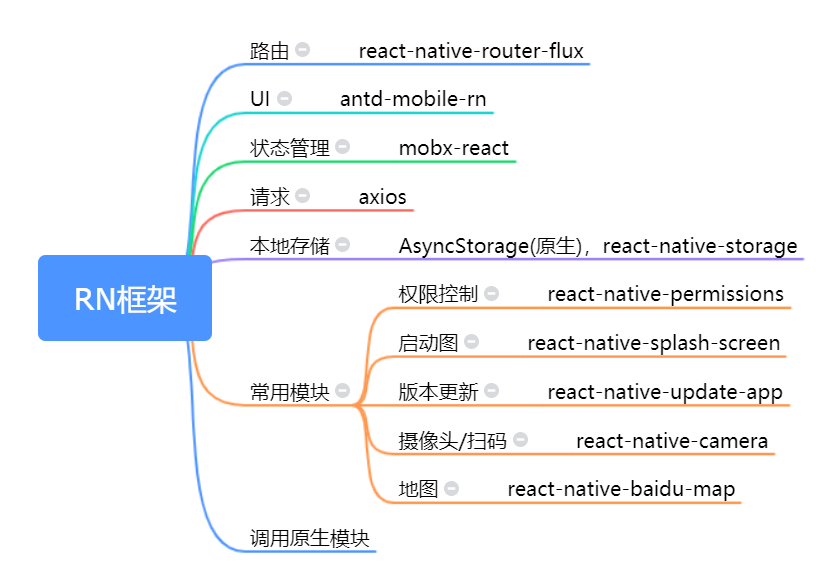 路由 react-native-router-flux
UI antd-mobile-rn
状态管理 mobx-react
请求 axios
本地存储 AsyncStorage(原生)，react-native-storage
RN框架
权限控制 react-native-permissions
启动图 react-native-splash-screen
常用模块
版本更新 react-native-update-app
摄像头/扫码 react-native-camera
地图 react-native-baidu-map
调用原生模块